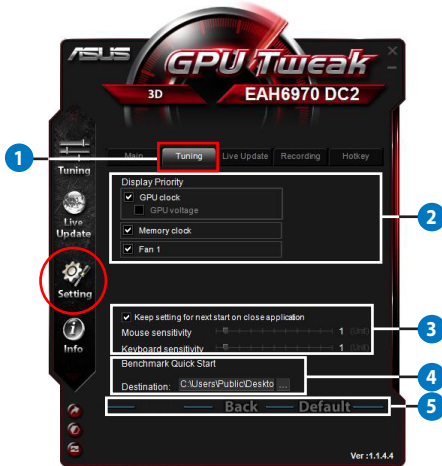 ASUS
GPU Tweak
3D EAH6970 DC2
1
Main Tuning Live Update Recording Hotkey
Tuning
Display Priority
GPU clock
GPU voltage
2
Memory clock
Live
Update
Fan 1
Setting
Keep setting for next start on close application
Mouse sensitivity 1 (Unit)
3
Keyboard sensitivity 1 (Unit)
Info
Benchmark Quick Start
4
Destination: C:\Users\Public\Deskto ...
Back Default
5
Ver :1.1.4.4